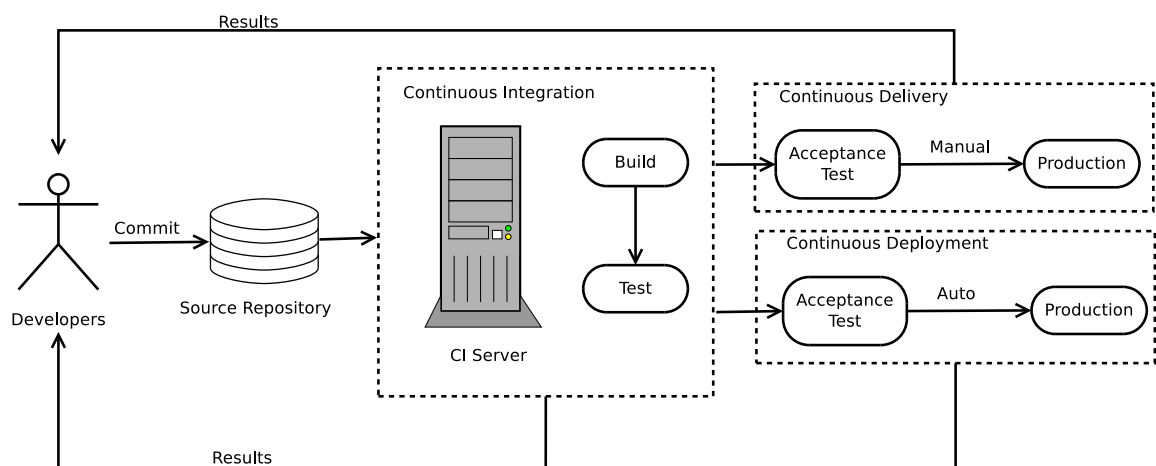 Results
Continuous Integration
Continuous Delivery
Build
Acceptance
Test
Manual
Production
Commit
Continuous Deployment
Test
Acceptance
Test
Auto
Production
Source Repository
Developers
CI Server
Results